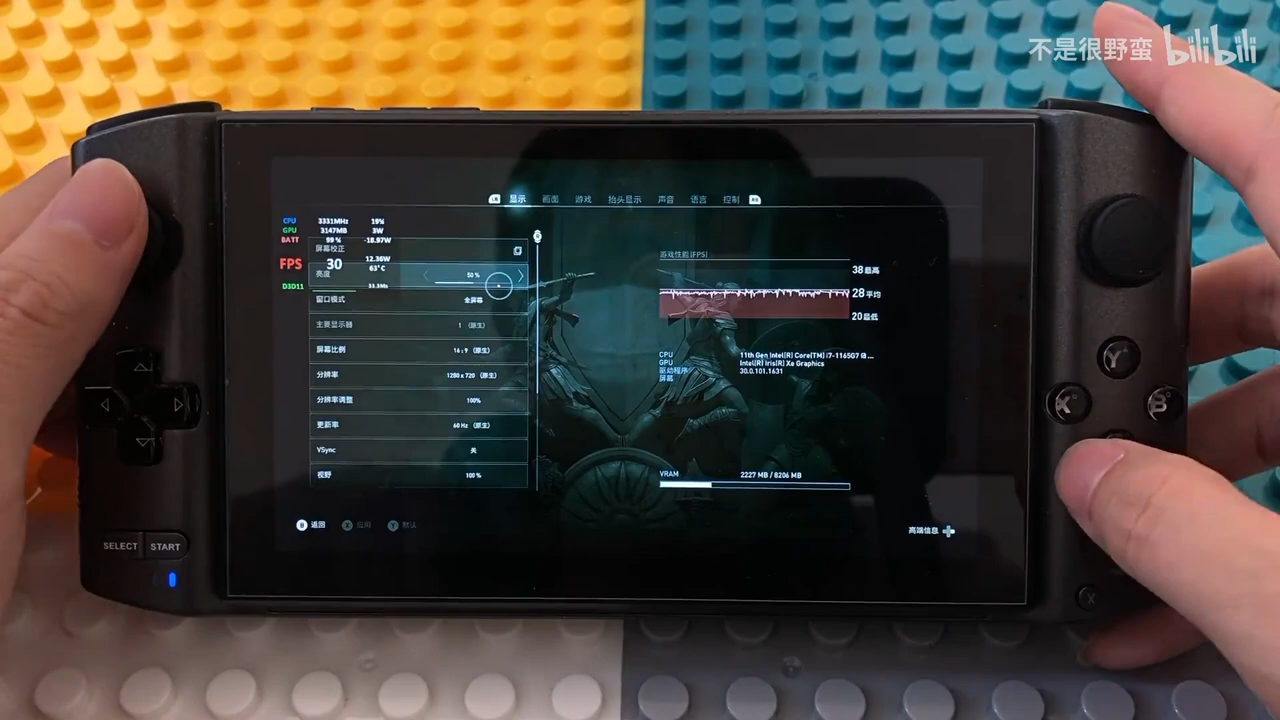 不是很野蛮 bilibili
显示 画面 游戏 抬头显示 声音 语言 控制
CPU 3331MHz 19%
GPU 3147MB 3W
BATT 99% -18.97W
屏幕校正
12.36W
FPS 30 63°C
亮度 50%
D3D11 33.3Ms
窗口模式 全屏幕
主要显示器 1 (原生)
屏幕比例 16:9 (原生)
分辨率 1280 x 720 (原生)
分辨率调整 100%
更新率 60 Hz (原生)
VSync 关
视野 100%
游戏性能 (FPS)
38 最高
28 平均
20 最低
CPU 11th Gen Intel(R) Core(TM) i7-1165G7 @ ...
GPU Intel(R) Iris(R) Xe Graphics
驱动程序 30.0.101.1631
屏幕
VRAM 2227 MB / 8206 MB
B 返回 X 应用 Y 默认
高端信息
SELECT START
Y
X B